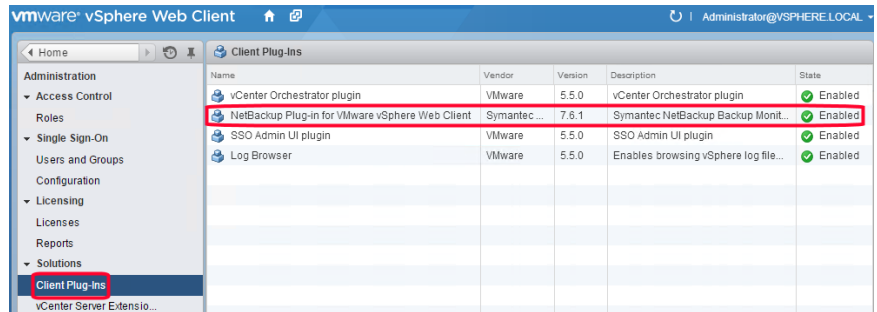 vmware® vSphere Web Client
Administrator@VSPHERE.LOCAL
Home
Client Plug-Ins
Administration
Access Control
Roles
Single Sign-On
Users and Groups
Configuration
Licensing
Licenses
Reports
Solutions
Client Plug-Ins
vCenter Server Extensio...
Name Vendor Version Description State
vCenter Orchestrator plugin VMware 5.5.0 vCenter Orchestrator plugin Enabled
NetBackup Plug-in for VMware vSphere Web Client Symantec ... 7.6.1 Symantec NetBackup Backup Monit... Enabled
SSO Admin UI plugin VMware 5.5.0 SSO Admin UI plugin Enabled
Log Browser VMware 5.5.0 Enables browsing vSphere log file... Enabled